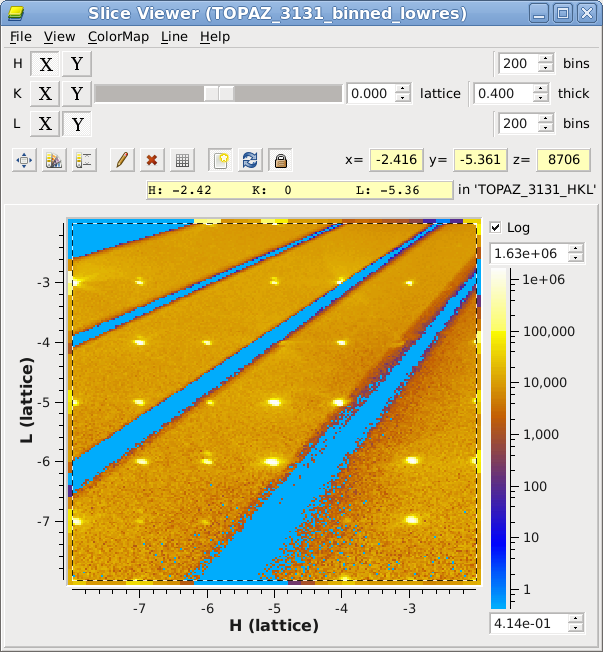 Slice Viewer (TOPAZ_3131_binned_lowres)
File View ColorMap Line Help
H X Y 200 bins
K X Y 0.000 lattice 0.400 thick
L X Y 200 bins
x= -2.416 y= -5.361 z= 8706
H: -2.42 K: 0 L: -5.36 in 'TOPAZ_3131_HKL'
Log
1.63e+06
1e+06
100,000
10,000
1,000
100
10
1
4.14e-01
L (lattice)
-3
-4
-5
-6
-7
-7 -6 -5 -4 -3
H (lattice)